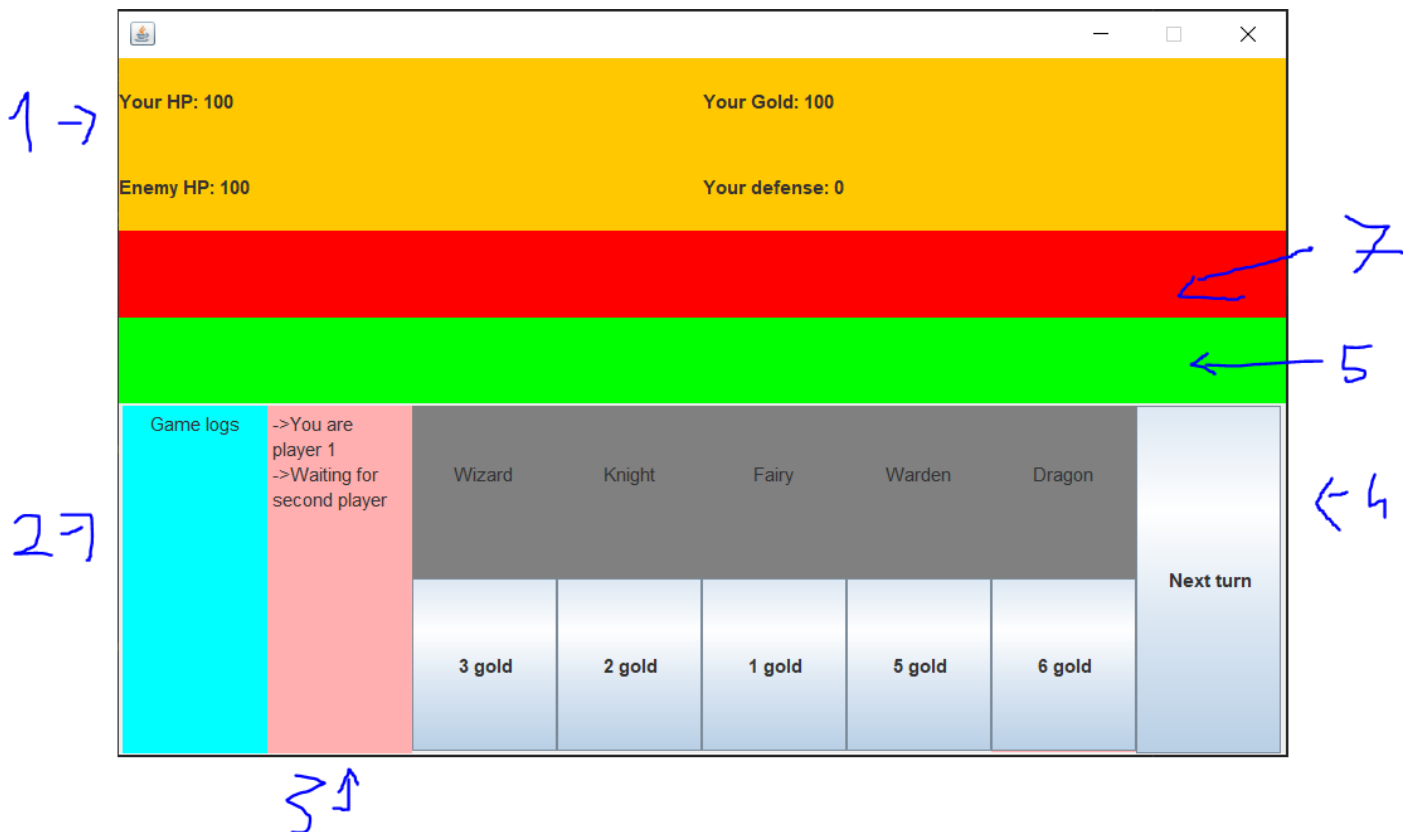 1 →
Your HP: 100
Your Gold: 100
Enemy HP: 100
Your defense: 0
7
5
Game logs
->You are
player 1
->Waiting for
second player
Wizard
Knight
Fairy
Warden
Dragon
Next turn
4
2
3 gold
2 gold
1 gold
5 gold
6 gold
3